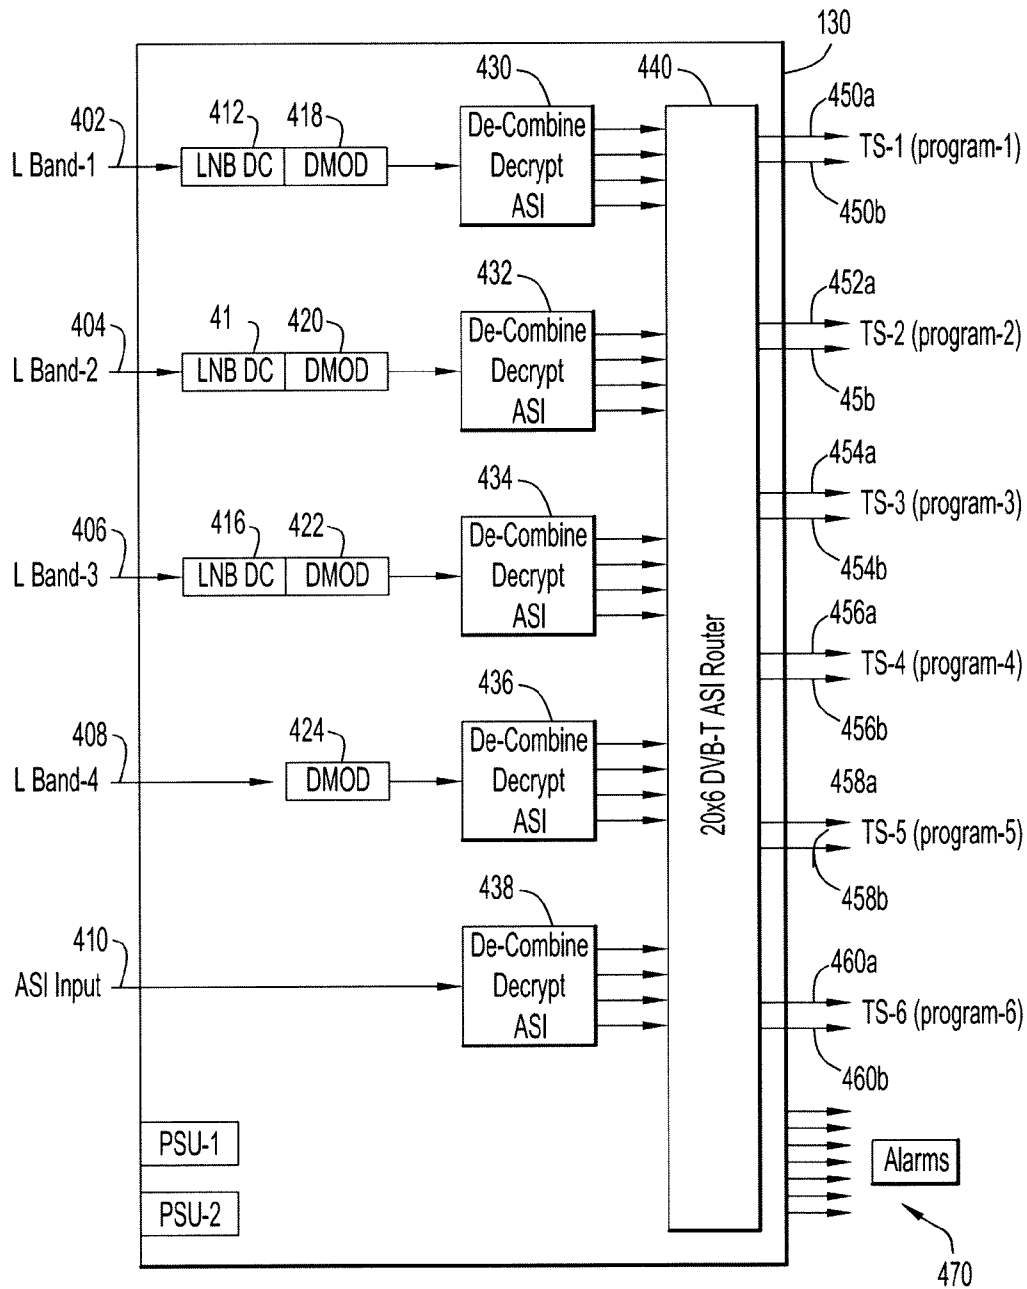 130
430
440
450a
402
412
418
De-Combine
Decrypt
ASI
L Band-1
LNB DC
DMOD
TS-1 (program-1)
450b
432
452a
404
41
420
De-Combine
Decrypt
ASI
L Band-2
LNB DC
DMOD
TS-2 (program-2)
45b
434
454a
406
416
422
De-Combine
Decrypt
ASI
L Band-3
LNB DC
DMOD
TS-3 (program-3)
454b
20x6 DVB-T ASI Router
456a
436
TS-4 (program-4)
456b
408
424
De-Combine
Decrypt
ASI
L Band-4
DMOD
458a
TS-5 (program-5)
458b
438
410
De-Combine
Decrypt
ASI
ASI Input
460a
TS-6 (program-6)
460b
PSU-1
PSU-2
Alarms
470